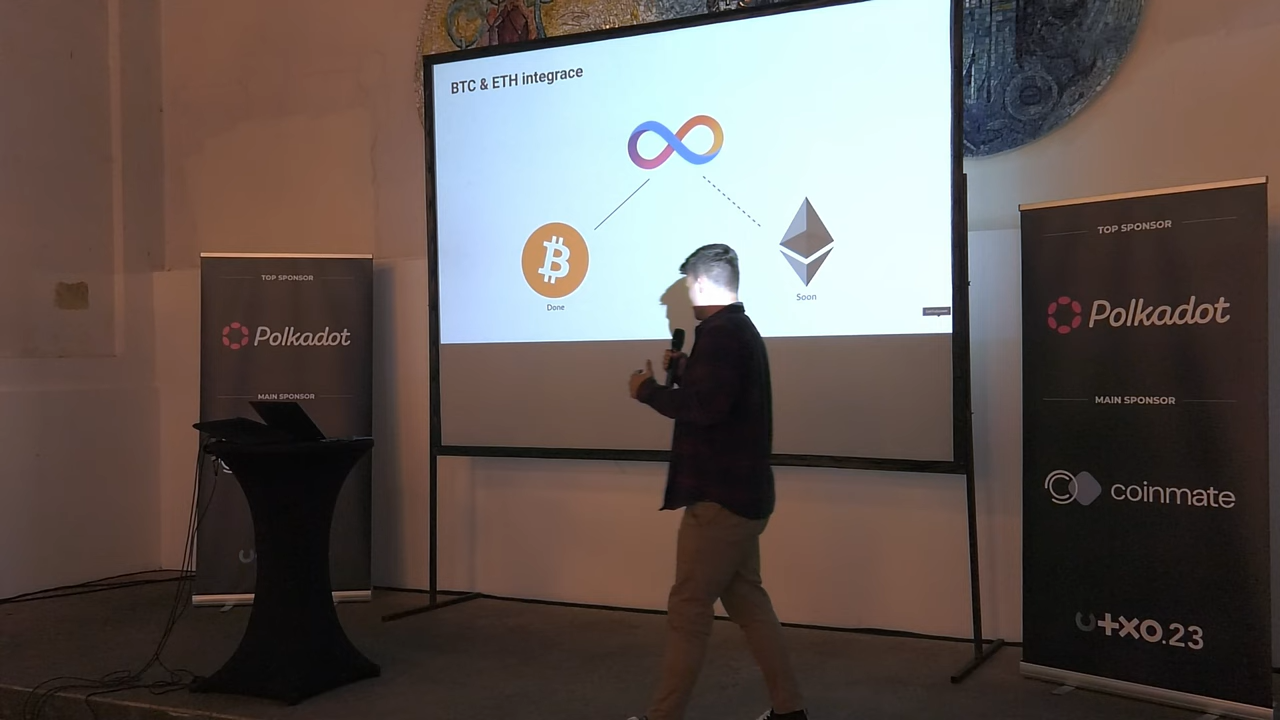 BTC & ETH integrace
Done
Soon
TOP SPONSOR
Polkadot
MAIN SPONSOR
TOP SPONSOR
Polkadot
MAIN SPONSOR
coinmate
utxo.23